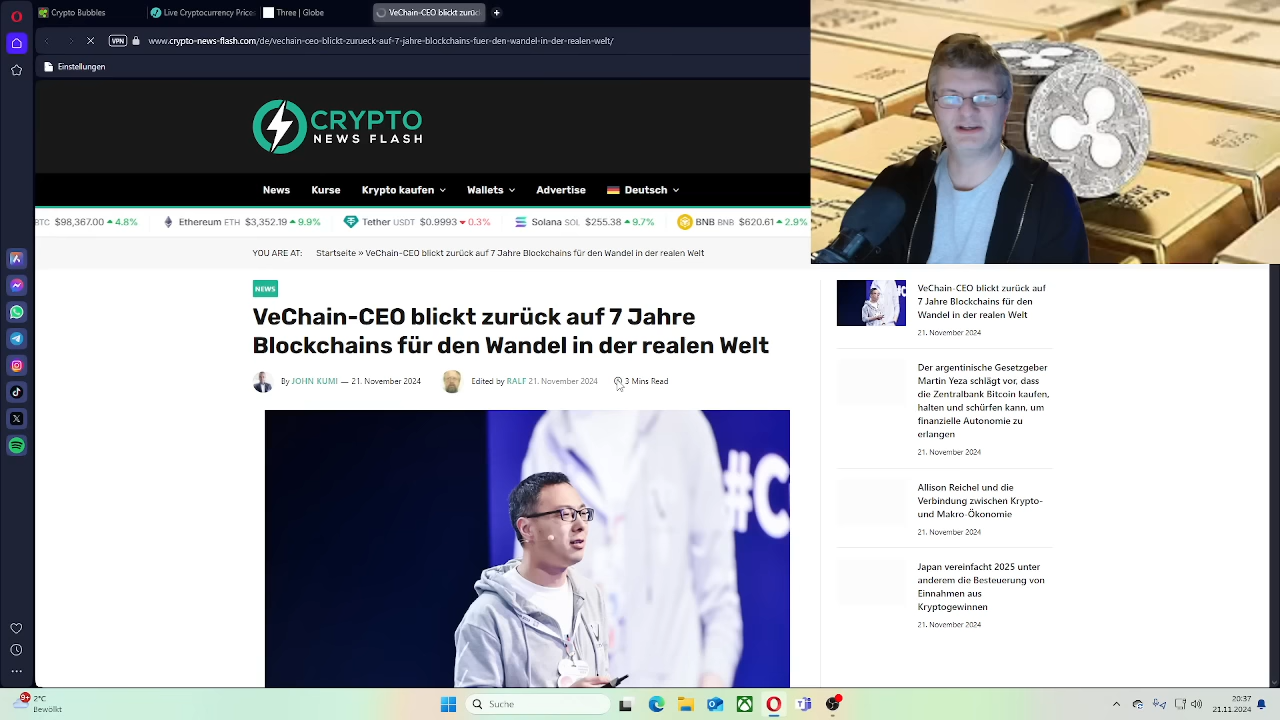 Crypto Bubbles
Live Cryptocurrency Price
Three | Globe
VeChain-CEO blickt zurüc
VPN
www.crypto-news-flash.com/de/vechain-ceo-blickt-zurueck-auf-7-jahre-blockchains-fuer-den-wandel-in-der-realen-welt/
Einstellungen
CRYPTO
NEWS FLASH
News
Kurse
Krypto kaufen
Wallets
Advertise
Deutsch
BTC $98,367.00 4.8%
Ethereum ETH $3,352.19 9.9%
Tether USDT $0.9993 0.3%
Solana SOL $255.38 9.7%
BNB BNB $620.61 2.9%
YOU ARE AT: Startseite » VeChain-CEO blickt zurück auf 7 Jahre Blockchains für den Wandel in der realen Welt
NEWS
VeChain-CEO blickt zurück auf 7 Jahre
Blockchains für den Wandel in der realen Welt
By JOHN KUMI — 21. November 2024
Edited by RALF 21. November 2024
3 Mins Read
#C
VeChain-CEO blickt zurück auf
7 Jahre Blockchains für den
Wandel in der realen Welt
21. November 2024
Der argentinische Gesetzgeber
Martin Yeza schlägt vor, dass
die Zentralbank Bitcoin kaufen,
halten und schürfen kann, um
finanzielle Autonomie zu
erlangen
21. November 2024
Allison Reichel und die
Verbindung zwischen Krypto-
und Makro-Ökonomie
21. November 2024
Japan vereinfacht 2025 unter
anderem die Besteuerung von
Einnahmen aus
Kryptogewinnen
21. November 2024
2°C
Bewölkt
Suche
20:37
21.11.2024